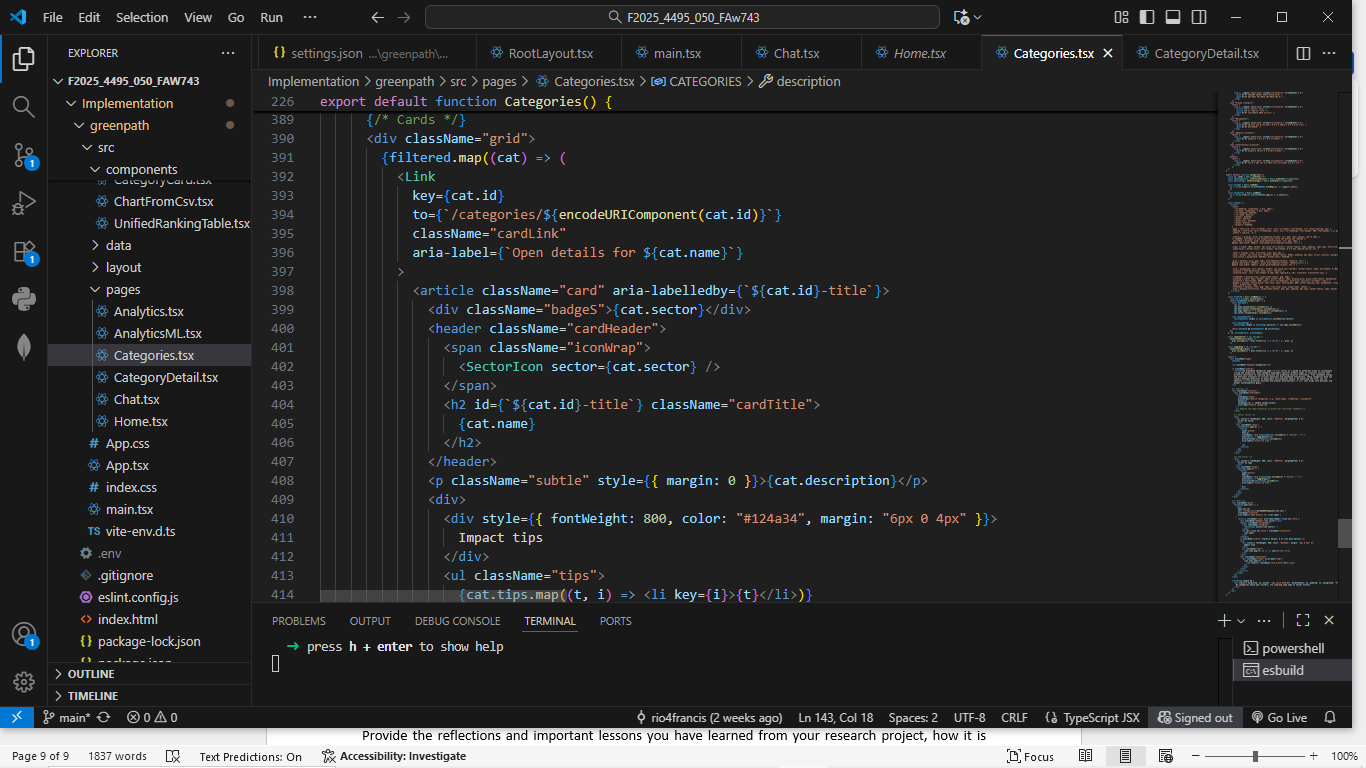 File Edit Selection View Go Run ··· F2025_4495_050_FAw743
EXPLORER ···
F2025_4495_050_FAW743
Implementation
greenpath
src
components
CategoryCard.tsx
ChartFromCsv.tsx
UnifiedRankingTable.tsx
data
layout
pages
Analytics.tsx
AnalyticsML.tsx
Categories.tsx
CategoryDetail.tsx
Chat.tsx
Home.tsx
# App.css
App.tsx
# index.css
main.tsx
TS vite-env.d.ts
.env
.gitignore
eslint.config.js
<> index.html
{} package-lock.json
OUTLINE
TIMELINE
1
1
1
{} settings.json ...\greenpath\... RootLayout.tsx main.tsx Chat.tsx Home.tsx Categories.tsx CategoryDetail.tsx ···
Implementation > greenpath > src > pages > Categories.tsx > CATEGORIES > description
226 export default function Categories() {
389 {/* Cards */}
390 <div className="grid">
391 {filtered.map((cat) => (
392 <Link
393 key={cat.id}
394 to={`/categories/${encodeURIComponent(cat.id)}`}
395 className="cardLink"
396 aria-label={`Open details for ${cat.name}`}
397 >
398 <article className="card" aria-labelledby={`${cat.id}-title`}>
399 <div className="badgeS">{cat.sector}</div>
400 <header className="cardHeader">
401 <span className="iconWrap">
402 <SectorIcon sector={cat.sector} />
403 </span>
404 <h2 id={`${cat.id}-title`} className="cardTitle">
405 {cat.name}
406 </h2>
407 </header>
408 <p className="subtle" style={{ margin: 0 }}>{cat.description}</p>
409 <div>
410 <div style={{ fontWeight: 800, color: "#124a34", margin: "6px 0 4px" }}>
411 Impact tips
412 </div>
413 <ul className="tips">
414 {cat.tips.map((t, i) => <li key={i}>{t}</li>)}
PROBLEMS OUTPUT DEBUG CONSOLE TERMINAL PORTS ···
➜ press h + enter to show help
powershell
esbuild
main* 0 0 rio4francis (2 weeks ago) Ln 143, Col 18 Spaces: 2 UTF-8 CRLF {} TypeScript JSX Signed out Go Live
Provide the reflections and important lessons you have learned from your research project, how it is
Page 9 of 9 1837 words Text Predictions: On Accessibility: Investigate Focus 100%